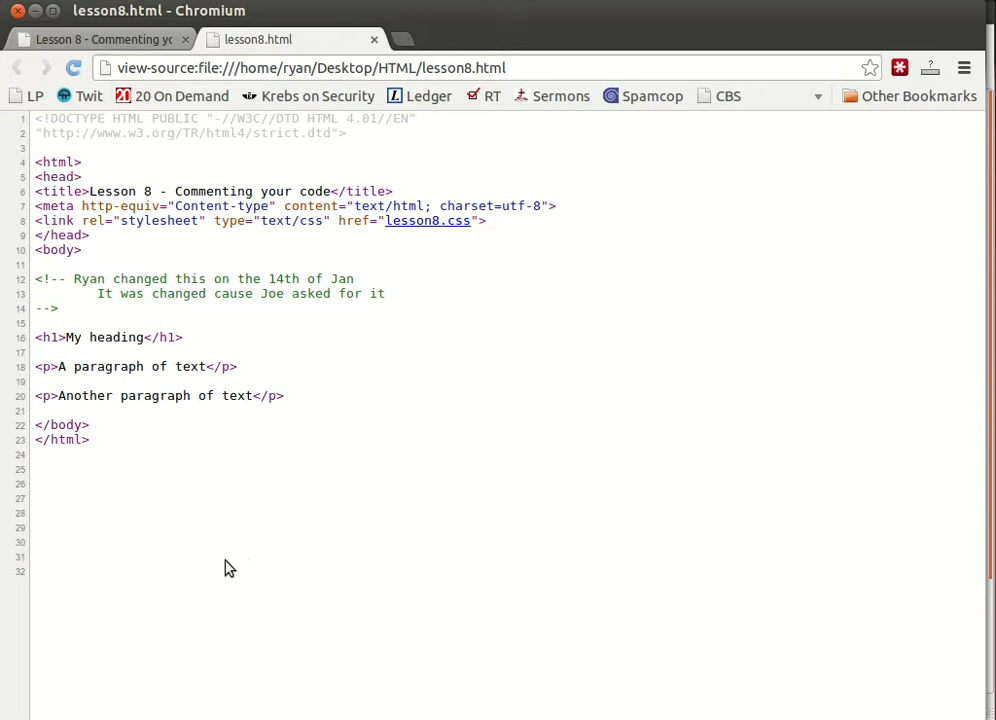 lesson8.html - Chromium
Lesson 8 - Commenting yc
lesson8.html
view-source:file:///home/ryan/Desktop/HTML/lesson8.html
LP Twit 20 On Demand Krebs on Security Ledger RT Sermons Spamcop CBS Other Bookmarks
1 <!DOCTYPE HTML PUBLIC "-//W3C//DTD HTML 4.01//EN"
2 "http://www.w3.org/TR/html4/strict.dtd">
3
4 <html>
5 <head>
6 <title>Lesson 8 - Commenting your code</title>
7 <meta http-equiv="Content-type" content="text/html; charset=utf-8">
8 <link rel="stylesheet" type="text/css" href="lesson8.css">
9 </head>
10 <body>
11
12 <!-- Ryan changed this on the 14th of Jan
13 It was changed cause Joe asked for it
14 -->
15
16 <h1>My heading</h1>
17
18 <p>A paragraph of text</p>
19
20 <p>Another paragraph of text</p>
21
22 </body>
23 </html>
24
25
26
27
28
29
30
31
32